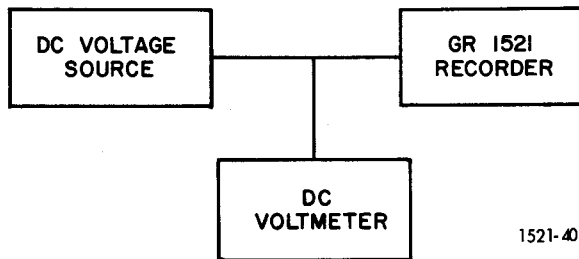 DC VOLTAGE
SOURCE
GR 1521
RECORDER
DC
VOLTMETER
1521-40